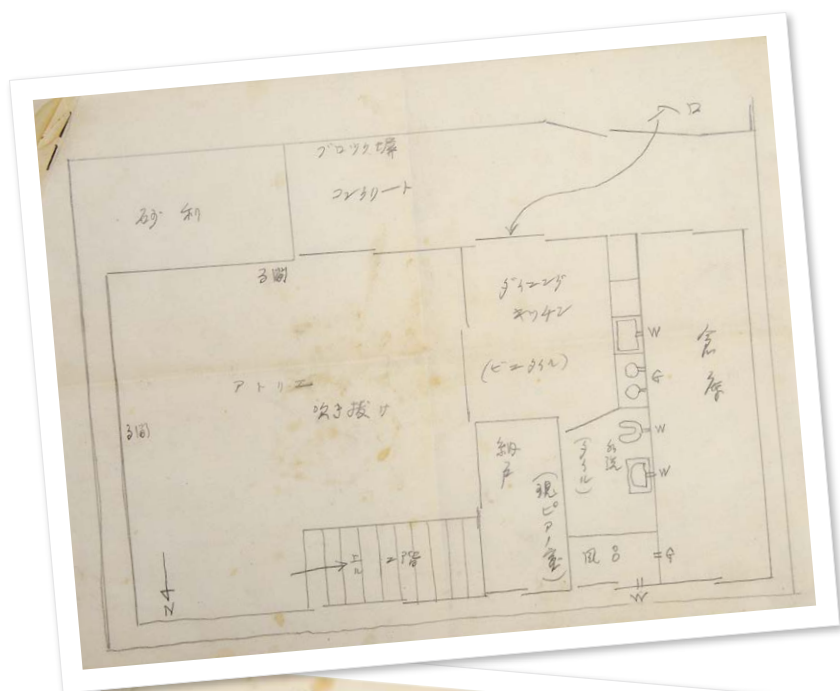 入口
ブロック塀
コンクリート
砂利
3間
ダイニング
キッチン
(ビニタイル)
W
G
倉庫
アトリエ
吹き抜け
3間
W
(タイル)
W
納戸
(現ピアノ室)
二階
風呂
G
W
N